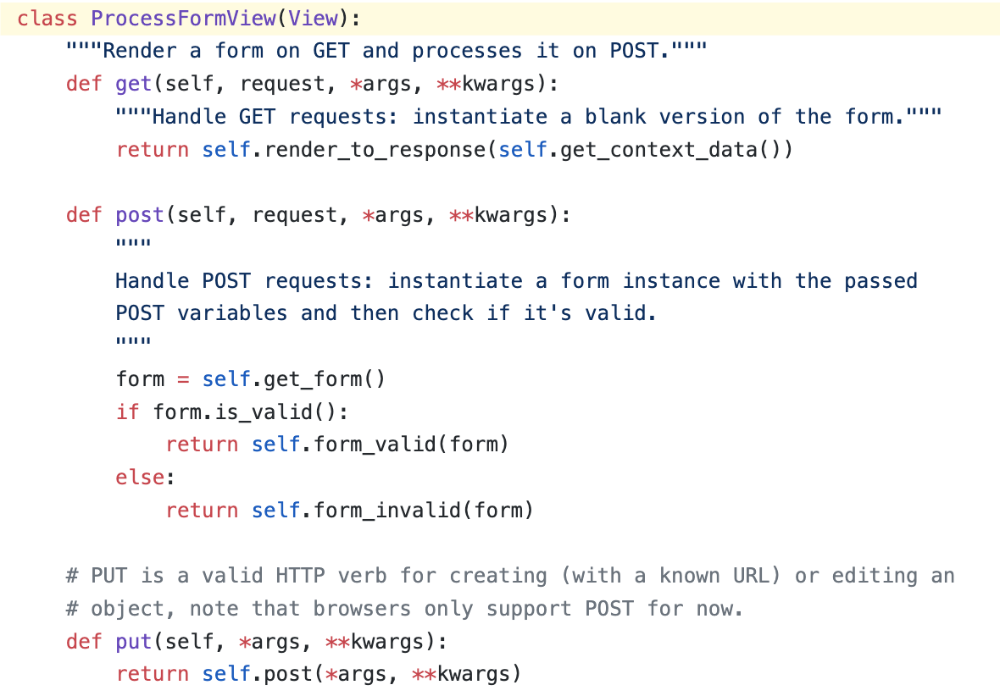 class ProcessFormView(View):
    """Render a form on GET and processes it on POST."""
    def get(self, request, *args, **kwargs):
        """Handle GET requests: instantiate a blank version of the form."""
        return self.render_to_response(self.get_context_data())

    def post(self, request, *args, **kwargs):
        """
        Handle POST requests: instantiate a form instance with the passed
        POST variables and then check if it's valid.
        """
        form = self.get_form()
        if form.is_valid():
            return self.form_valid(form)
        else:
            return self.form_invalid(form)

    # PUT is a valid HTTP verb for creating (with a known URL) or editing an
    # object, note that browsers only support POST for now.
    def put(self, *args, **kwargs):
        return self.post(*args, **kwargs)